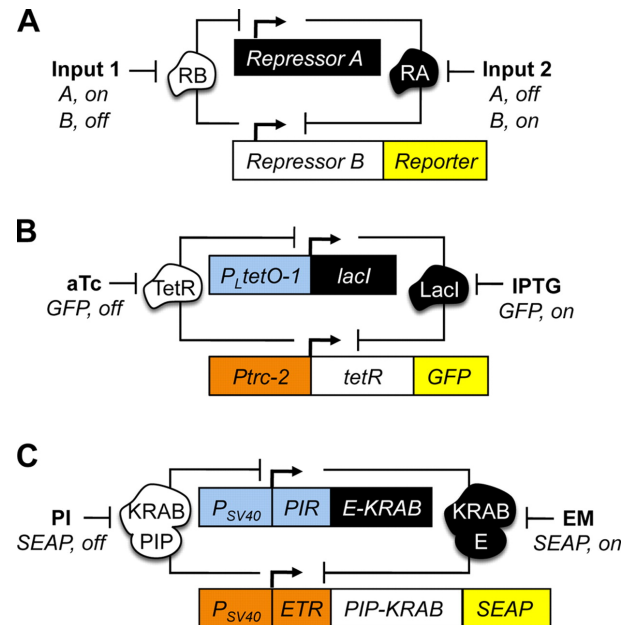 A
Input 1
A, on
B, off
RB
Repressor A
RA
Input 2
A, off
B, on
Repressor B Reporter
B
aTc
GFP, off
TetR
PLtetO-1 lacI
LacI
IPTG
GFP, on
Ptrc-2 tetR GFP
C
PI
SEAP, off
KRAB
PIP
PSV40 PIR E-KRAB
KRAB
E
EM
SEAP, on
PSV40 ETR PIP-KRAB SEAP